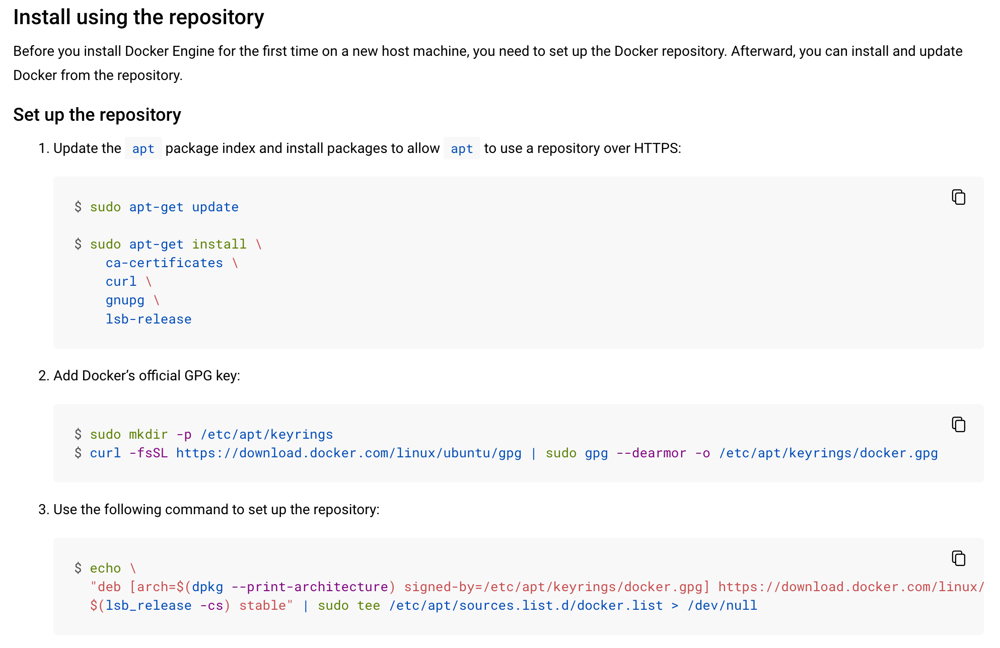 Install using the repository
Before you install Docker Engine for the first time on a new host machine, you need to set up the Docker repository. Afterward, you can install and update
Docker from the repository.
Set up the repository
1. Update the apt package index and install packages to allow apt to use a repository over HTTPS:
$ sudo apt-get update
$ sudo apt-get install \
ca-certificates \
curl \
gnupg \
lsb-release
2. Add Docker’s official GPG key:
$ sudo mkdir -p /etc/apt/keyrings
$ curl -fsSL https://download.docker.com/linux/ubuntu/gpg | sudo gpg --dearmor -o /etc/apt/keyrings/docker.gpg
3. Use the following command to set up the repository:
$ echo \
"deb [arch=$(dpkg --print-architecture) signed-by=/etc/apt/keyrings/docker.gpg] https://download.docker.com/linux/
$(lsb_release -cs) stable" | sudo tee /etc/apt/sources.list.d/docker.list > /dev/null